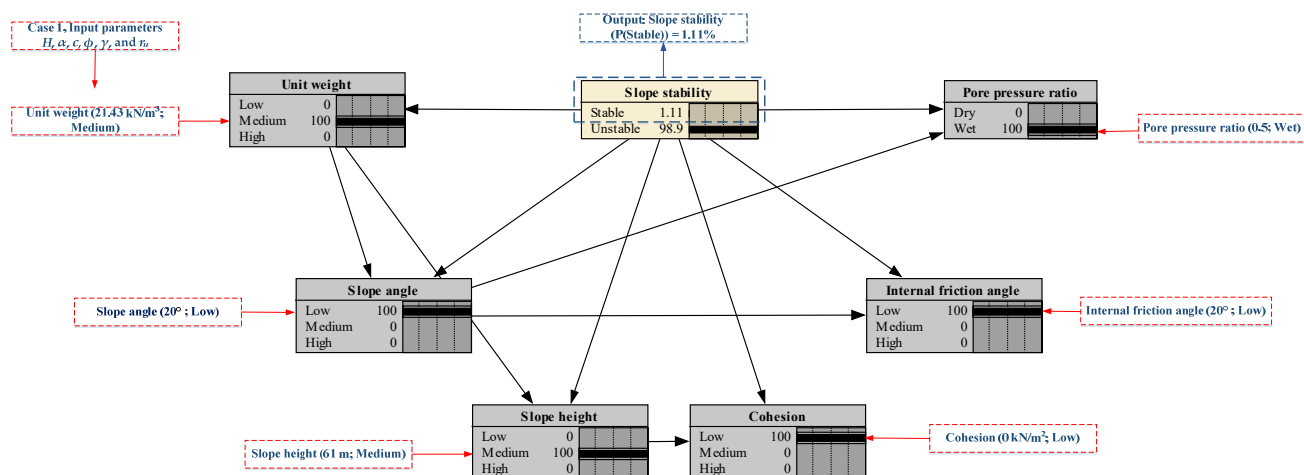 Case 1, Input parameters
H, α, c, ϕ, γ, and rᵤ
Output: Slope stability
(P(Stable)) = 1.11%
Unit weight
Low 0
Medium 100
High 0
Slope stability
Stable 1.11
Unstable 98.9
Pore pressure ratio
Dry 0
Wet 100
Unit weight (21.43 kN/m³;
Medium)
Pore pressure ratio (0.5; Wet)
Slope angle
Low 100
Medium 0
High 0
Internal friction angle
Low 100
Medium 0
High 0
Slope angle (20°; Low)
Internal friction angle (20°; Low)
Slope height
Low 0
Medium 100
High 0
Cohesion
Low 100
Medium 0
High 0
Slope height (61 m; Medium)
Cohesion (0 kN/m²; Low)